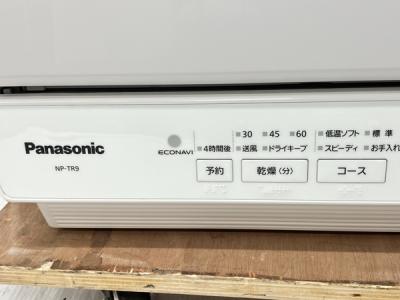 Panasonic
NP-TR9
ECONAVI
4時間後
予約
30 45 60
送風 ドライキープ
乾燥(分)
低温ソフト 標準
スピーディ お手入れ
コース